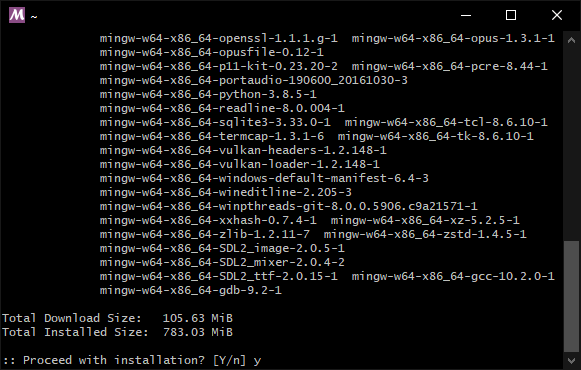 ~
mingw-w64-x86_64-openssl-1.1.1.g-1  mingw-w64-x86_64-opus-1.3.1-1
mingw-w64-x86_64-opusfile-0.12-1
mingw-w64-x86_64-p11-kit-0.23.20-2  mingw-w64-x86_64-pcre-8.44-1
mingw-w64-x86_64-portaudio-190600_20161030-3
mingw-w64-x86_64-python-3.8.5-1
mingw-w64-x86_64-readline-8.0.004-1
mingw-w64-x86_64-sqlite3-3.33.0-1  mingw-w64-x86_64-tcl-8.6.10-1
mingw-w64-x86_64-termcap-1.3.1-6  mingw-w64-x86_64-tk-8.6.10-1
mingw-w64-x86_64-vulkan-headers-1.2.148-1
mingw-w64-x86_64-vulkan-loader-1.2.148-1
mingw-w64-x86_64-windows-default-manifest-6.4-3
mingw-w64-x86_64-wineditline-2.205-3
mingw-w64-x86_64-winpthreads-git-8.0.0.5906.c9a21571-1
mingw-w64-x86_64-xxhash-0.7.4-1  mingw-w64-x86_64-xz-5.2.5-1
mingw-w64-x86_64-zlib-1.2.11-7  mingw-w64-x86_64-zstd-1.4.5-1
mingw-w64-x86_64-SDL2_image-2.0.5-1
mingw-w64-x86_64-SDL2_mixer-2.0.4-2
mingw-w64-x86_64-SDL2_ttf-2.0.15-1  mingw-w64-x86_64-gcc-10.2.0-1
mingw-w64-x86_64-gdb-9.2-1
Total Download Size:   105.63 MiB
Total Installed Size:  783.03 MiB
:: Proceed with installation? [Y/n] y